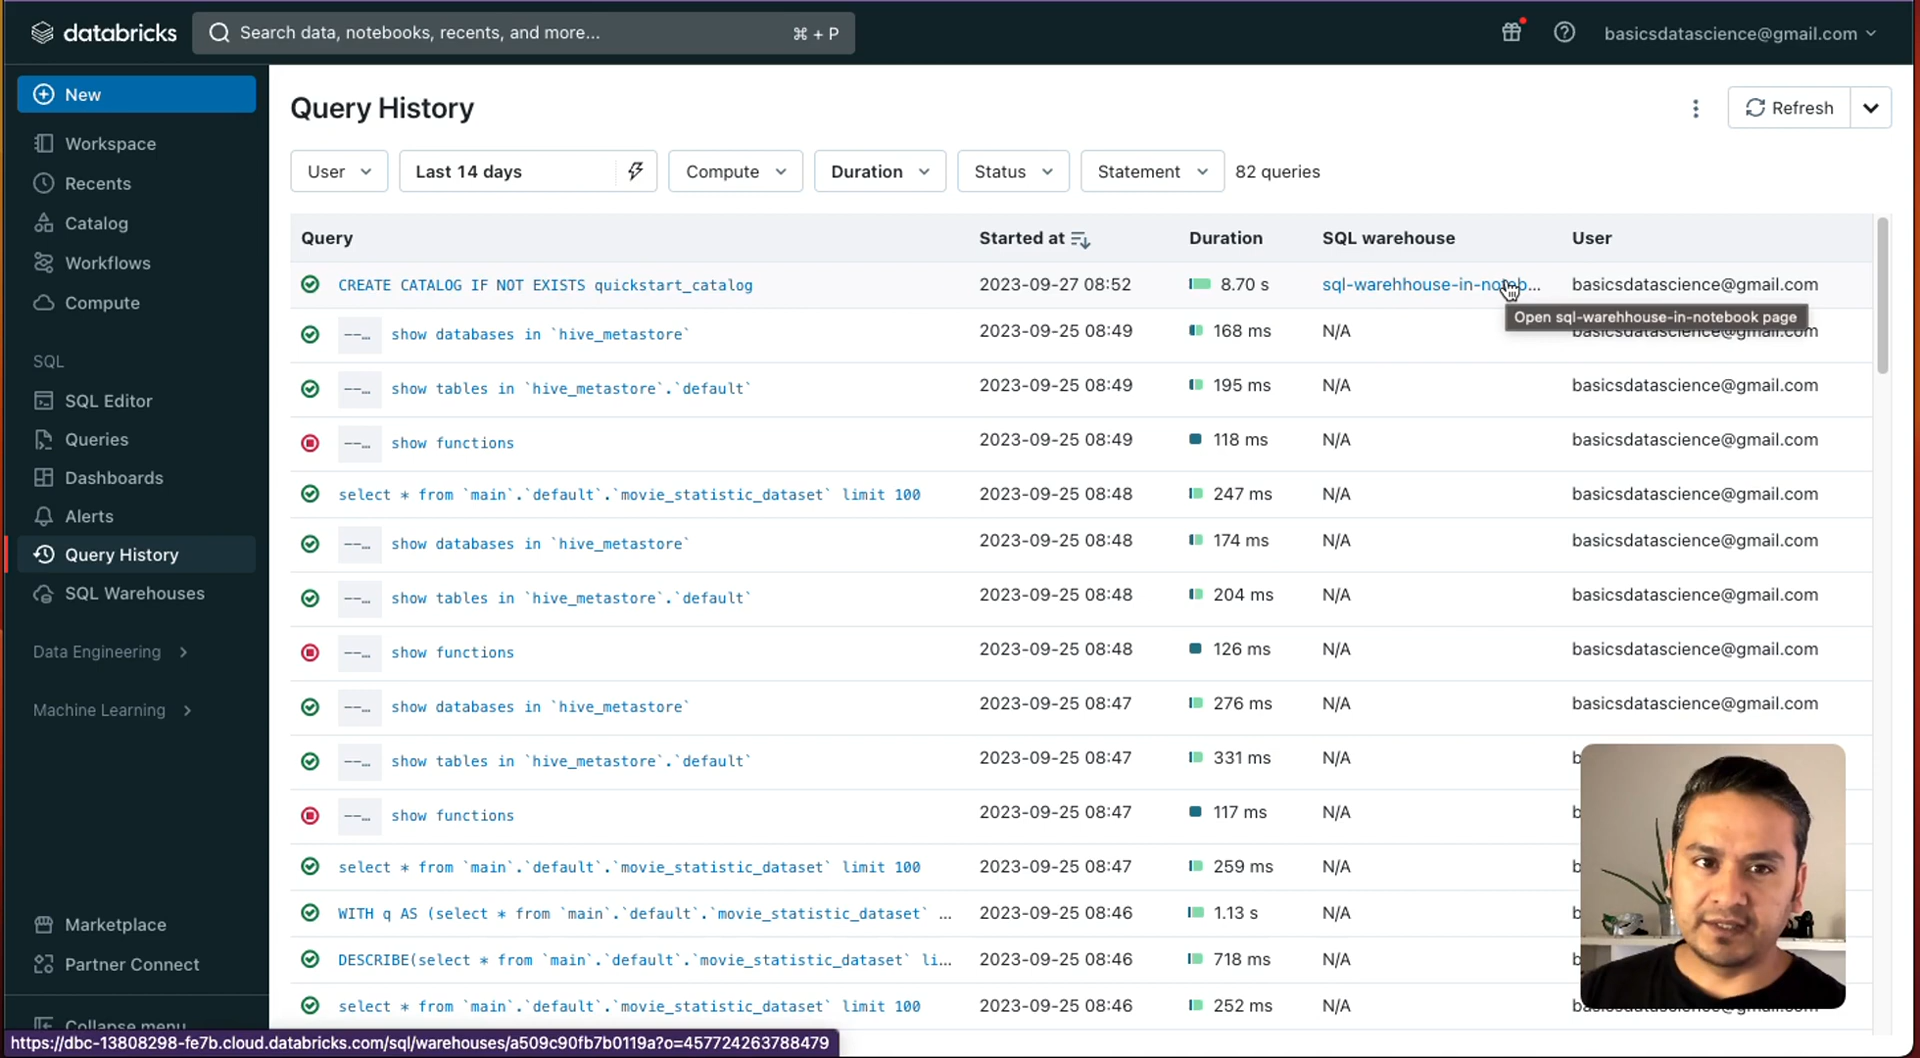 databricks
Search data, notebooks, recents, and more...
⌘ + P
basicsdatascience@gmail.com
New
Workspace
Recents
Catalog
Workflows
Compute
SQL
SQL Editor
Queries
Dashboards
Alerts
Query History
SQL Warehouses
Data Engineering
Machine Learning
Marketplace
Partner Connect
Collapse menu
Query History
Refresh
User
Last 14 days
Compute
Duration
Status
Statement
82 queries
Query Started at Duration SQL warehouse User
CREATE CATALOG IF NOT EXISTS quickstart_catalog 2023-09-27 08:52 8.70 s sql-warehhouse-in-noteb... basicsdatascience@gmail.com
Open sql-warehhouse-in-notebook page
--… show databases in `hive_metastore` 2023-09-25 08:49 168 ms N/A basicsdatascience@gmail.com
--… show tables in `hive_metastore`.`default` 2023-09-25 08:49 195 ms N/A basicsdatascience@gmail.com
--… show functions 2023-09-25 08:49 118 ms N/A basicsdatascience@gmail.com
select * from `main`.`default`.`movie_statistic_dataset` limit 100 2023-09-25 08:48 247 ms N/A basicsdatascience@gmail.com
--… show databases in `hive_metastore` 2023-09-25 08:48 174 ms N/A basicsdatascience@gmail.com
--… show tables in `hive_metastore`.`default` 2023-09-25 08:48 204 ms N/A basicsdatascience@gmail.com
--… show functions 2023-09-25 08:48 126 ms N/A basicsdatascience@gmail.com
--… show databases in `hive_metastore` 2023-09-25 08:47 276 ms N/A basicsdatascience@gmail.com
--… show tables in `hive_metastore`.`default` 2023-09-25 08:47 331 ms N/A b
--… show functions 2023-09-25 08:47 117 ms N/A b
select * from `main`.`default`.`movie_statistic_dataset` limit 100 2023-09-25 08:47 259 ms N/A b
WITH q AS (select * from `main`.`default`.`movie_statistic_dataset` ... 2023-09-25 08:46 1.13 s N/A b
DESCRIBE(select * from `main`.`default`.`movie_statistic_dataset` li... 2023-09-25 08:46 718 ms N/A b
select * from `main`.`default`.`movie_statistic_dataset` limit 100 2023-09-25 08:46 252 ms N/A
https://dbc-13808298-fe7b.cloud.databricks.com/sql/warehouses/a509c90fb7b0119a?o=457724263788479